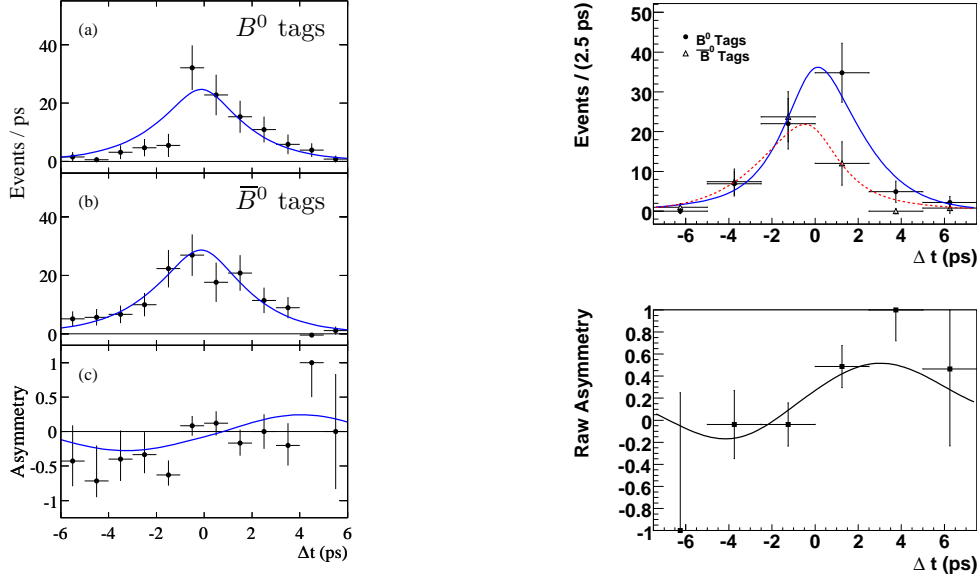 (a)
B⁰ tags
40
20
0
Events / ps
(b)
B̅⁰ tags
40
20
0
(c)
1
0.5
0
-0.5
-1
Asymmetry
-6 -4 -2 0 2 4 6
Δt (ps)
50
40
30
20
10
0
Events / (2.5 ps)
B⁰ Tags
B̅⁰ Tags
-6 -4 -2 0 2 4 6
Δ t (ps)
1
0.8
0.6
0.4
0.2
0
-0.2
-0.4
-0.6
-0.8
-1
Raw Asymmetry
-6 -4 -2 0 2 4 6
Δ t (ps)